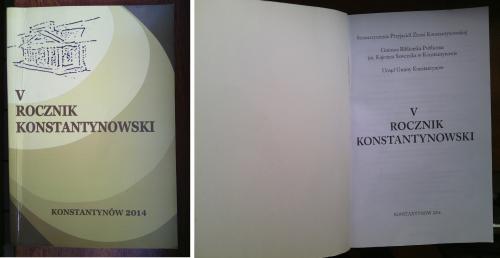 V
ROCZNIK
KONSTANTYNOWSKI
KONSTANTYNÓW 2014
Stowarzyszenie Przyjaciół Ziemi Konstantynowskiej
Gminna Biblioteka Publiczna
im. Kajetana Sawczuka w Konstantynowie
Urząd Gminy Konstantynów
V
ROCZNIK
KONSTANTYNOWSKI
KONSTANTYNÓW 2014